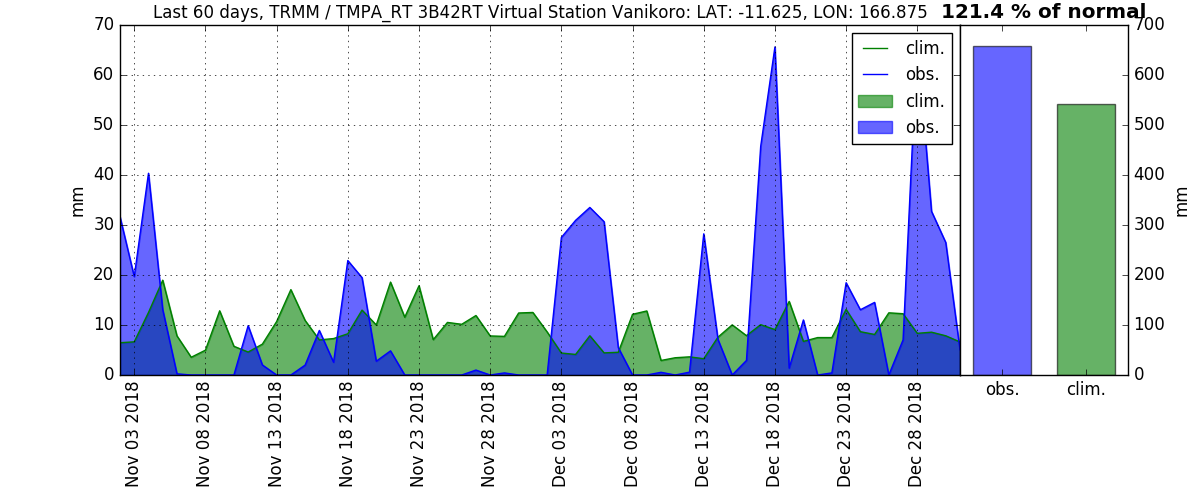 Last 60 days, TRMM / TMPA_RT 3B42RT Virtual Station Vanikoro: LAT: -11.625, LON: 166.875 121.4 % of normal
70
60
50
40
30
20
10
0
mm
clim.
obs.
clim.
obs.
700
600
500
400
300
200
100
0
mm
Nov 03 2018
Nov 08 2018
Nov 13 2018
Nov 18 2018
Nov 23 2018
Nov 28 2018
Dec 03 2018
Dec 08 2018
Dec 13 2018
Dec 18 2018
Dec 23 2018
Dec 28 2018
obs.
clim.